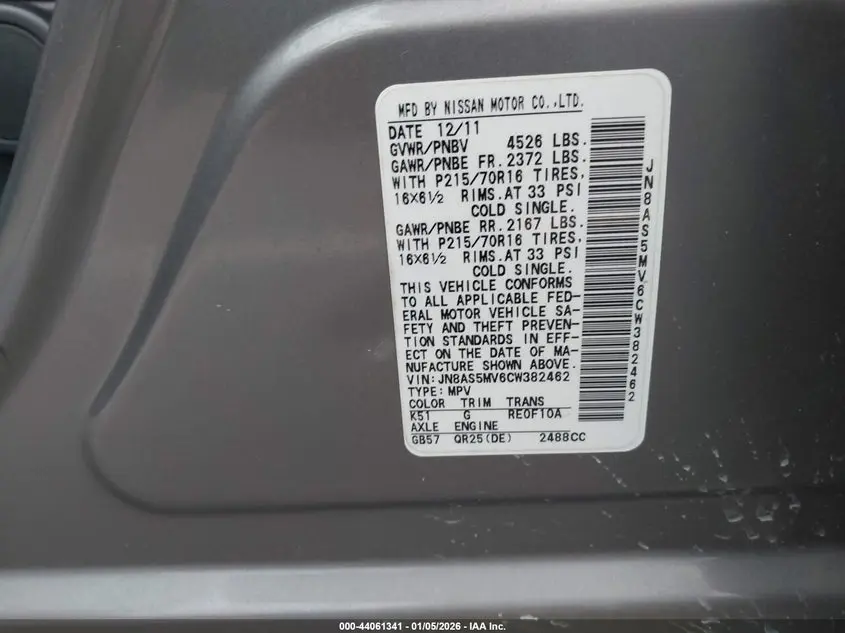 MFD BY NISSAN MOTOR CO.,LTD.
DATE 12/11
GVWR/PNBV 4526 LBS.
GAWR/PNBE FR.2372 LBS.
WITH P215/70R16 TIRES,
16X6½ RIMS.AT 33 PSI
COLD SINGLE.
GAWR/PNBE RR.2167 LBS.
WITH P215/70R16 TIRES,
16X6½ RIMS.AT 33 PSI
COLD SINGLE.
THIS VEHICLE CONFORMS
TO ALL APPLICABLE FED-
ERAL MOTOR VEHICLE SA-
FETY AND THEFT PREVEN-
TION STANDARDS IN EFF-
ECT ON THE DATE OF MA-
NUFACTURE SHOWN ABOVE.
VIN:JN8AS5MV6CW382462
TYPE:MPV
COLOR TRIM TRANS
K51 G RE0F10A
AXLE ENGINE
GB57 QR25(DE) 2488CC
JN8AS5MV6CW382462
000-44061341 - 01/05/2026 - IAA Inc.